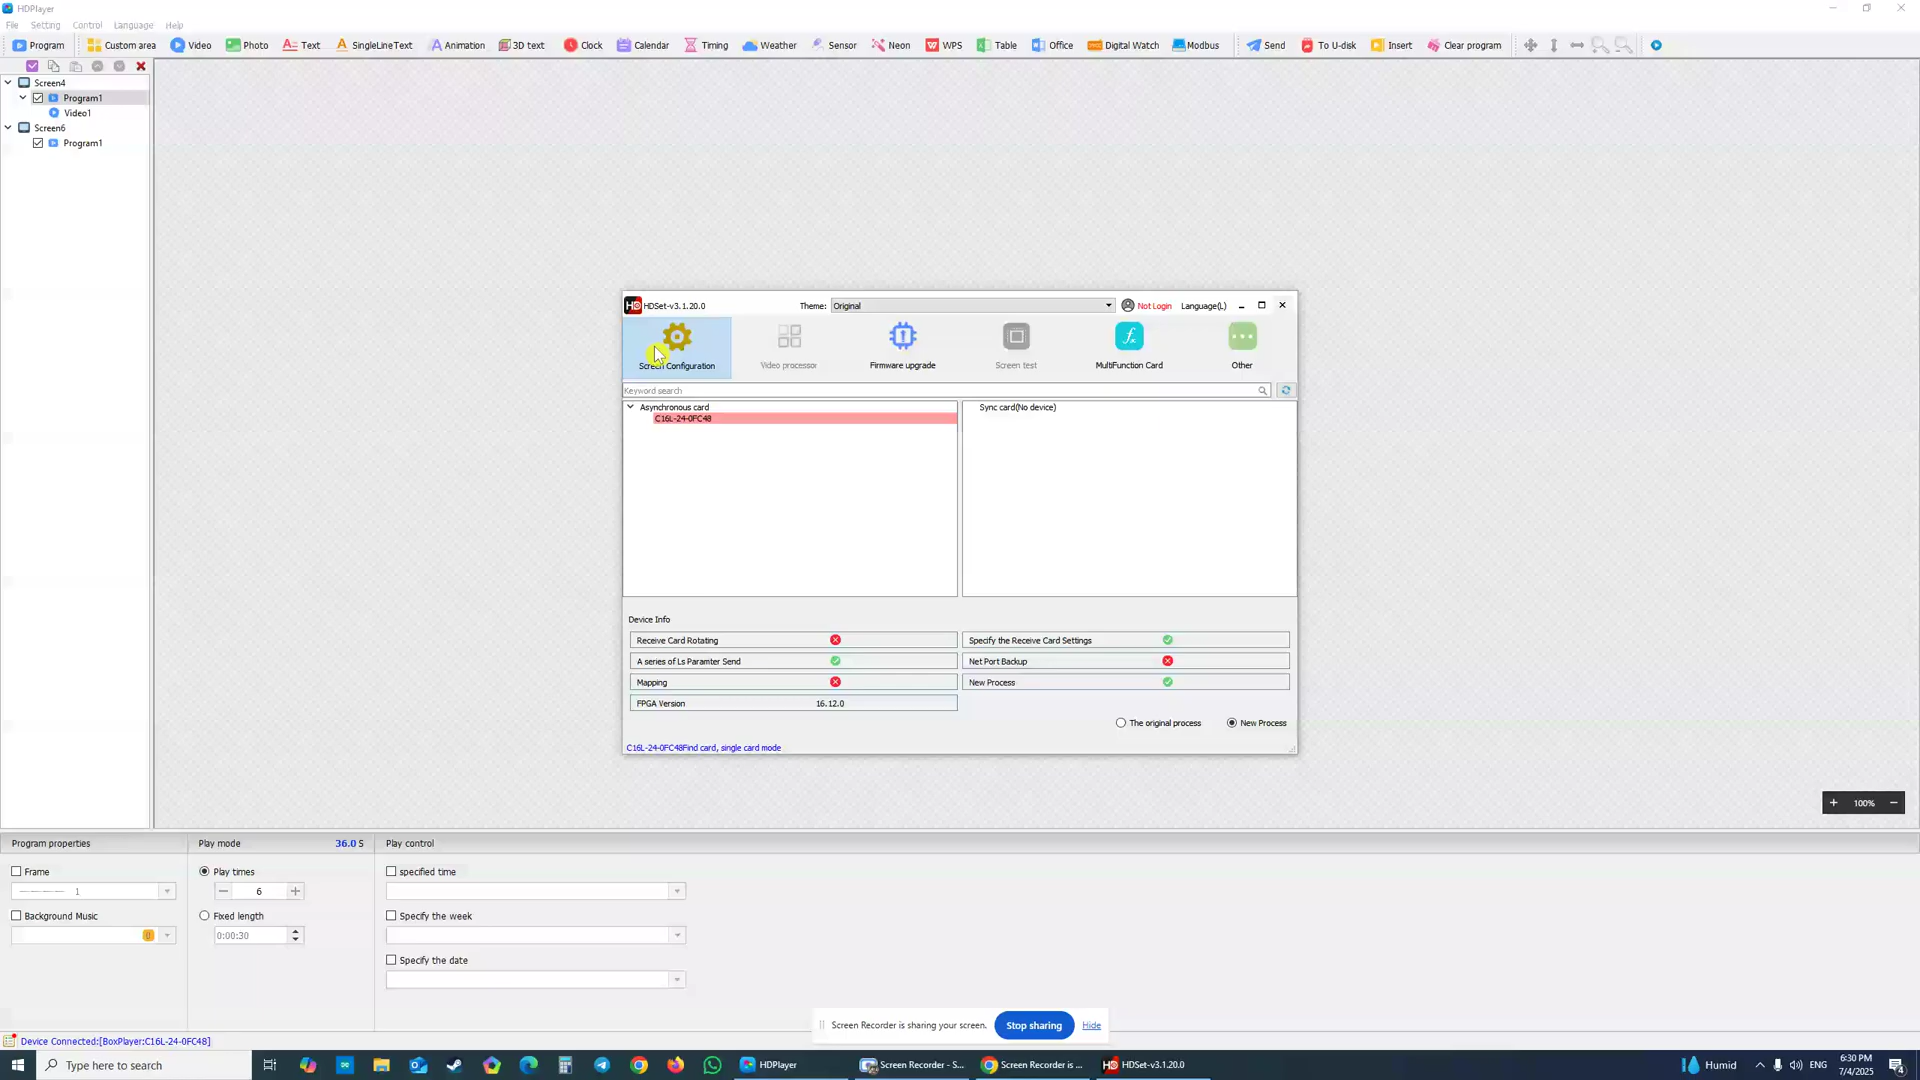 HDPlayer
File Setting Control Language Help
Program Custom area Video Photo Text SingleLineText Animation 3D text Clock Calendar Timing Weather Sensor Neon WPS Table Office Digital Watch Modbus Send To U-disk Insert Clear program
Screen4
Program1
Video1
Screen6
Program1
HDSet-v3.1.20.0 Theme: Original Not Login Language(L)
Screen Configuration Video processor Firmware upgrade Screen test MultiFunction Card Other
Keyword search
Asynchronous card Sync card(No device)
C16L-24-0FC48
Device Info
Receive Card Rotating Specify the Receive Card Settings
A series of Ls Paramter Send Net Port Backup
Mapping New Process
FPGA Version 16.12.0
The original process New Process
C16L-24-0FC48Find card, single card mode
+ 100% −
Program properties Play mode 36.0 S Play control
Frame Play times specified time
1 6
Background Music Fixed length Specify the week
0 0:00:30
Specify the date
Screen Recorder is sharing your screen. Stop sharing Hide
Device Connected:[BoxPlayer:C16L-24-0FC48]
Type here to search HDPlayer Screen Recorder - S... Screen Recorder is ... HDSet-v3.1.20.0 Humid ENG 6:30 PM
7/4/2025 4